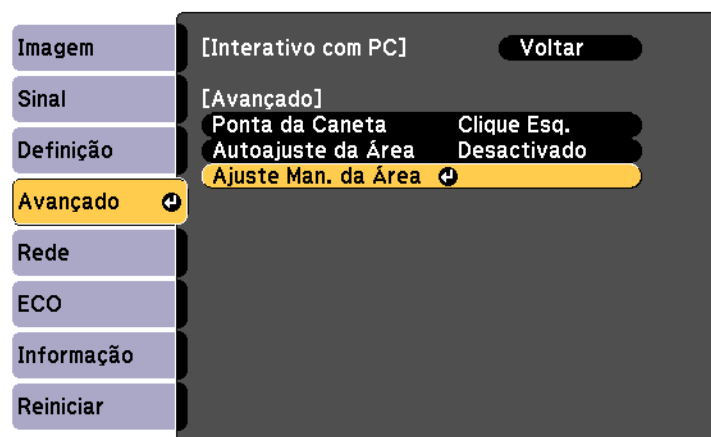 Imagem
Sinal
Definição
Avançado
Rede
ECO
Informação
Reiniciar
[Interativo com PC] Voltar
[Avançado]
Ponta da Caneta Clique Esq.
Autoajuste da Área Desactivado
Ajuste Man. da Área